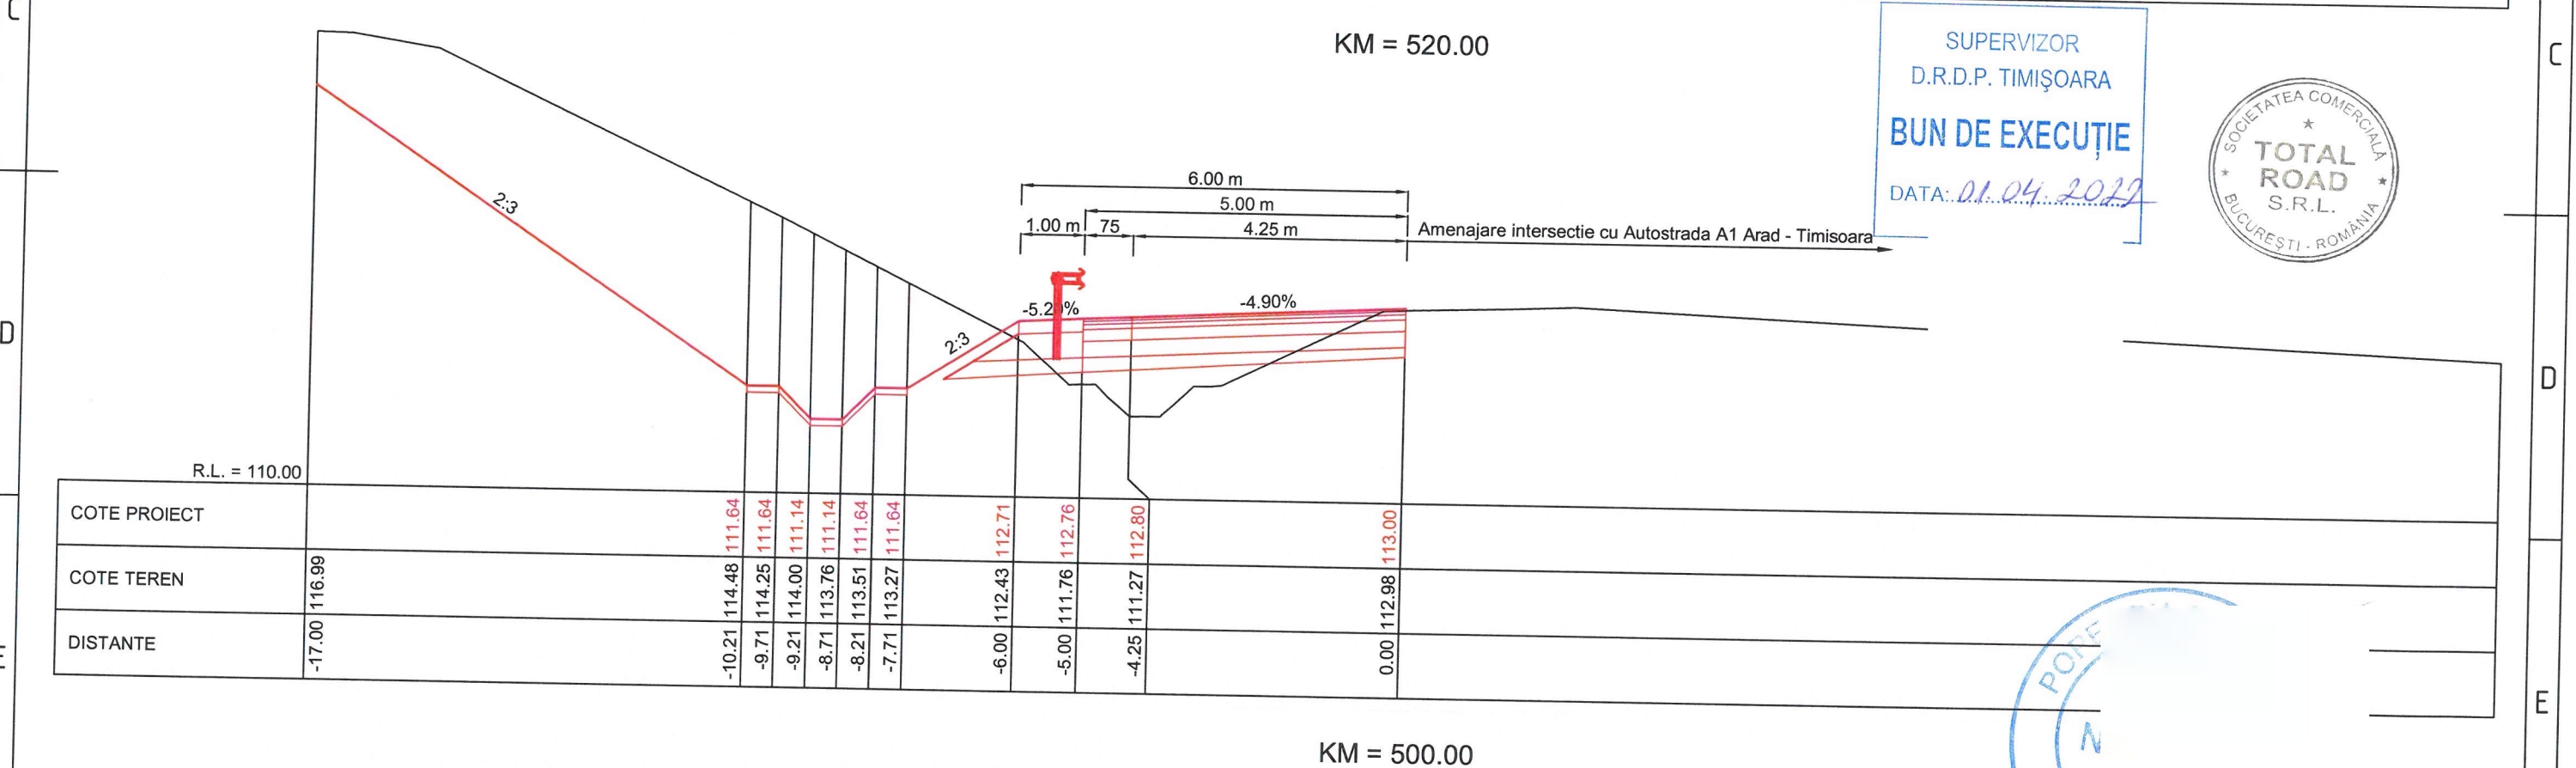 C
C
KM = 520.00
SUPERVIZOR
D.R.D.P. TIMIŞOARA
BUN DE EXECUȚIE
DATA: 01.04.2022
SOCIETATEA COMERCIALĂ
TOTAL
ROAD
S.R.L.
BUCUREŞTI - ROMÂNIA
2:3
6.00 m
5.00 m
1.00 m 75 4.25 m
Amenajare intersectie cu Autostrada A1 Arad - Timisoara
-4.90%
2:3
D
D
R.L. = 110.00
COTE PROIECT 111.64 111.64 111.14 111.14 111.64 111.64 112.71 112.76 112.80 113.00
COTE TEREN 116.99 114.48 114.25 114.00 113.76 113.51 113.27 112.43 111.76 111.27 112.98
DISTANTE -17.00 -10.21 -9.71 -9.21 -8.71 -8.21 -7.71 -6.00 -5.00 -4.25 0.00
E
KM = 500.00